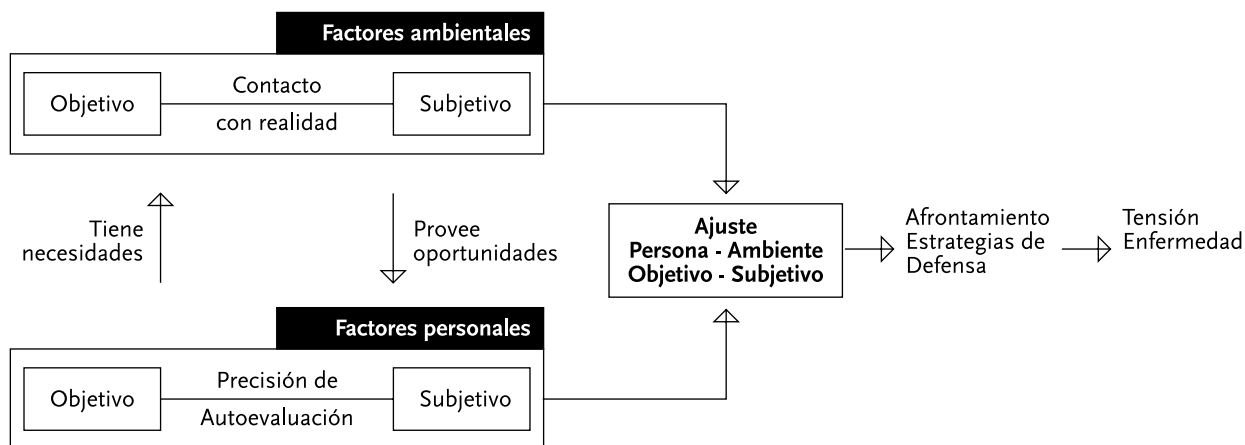 Factores ambientales
Objetivo
Contacto
con realidad
Subjetivo
Tiene
necesidades
Provee
oportunidades
Ajuste
Persona - Ambiente
Objetivo - Subjetivo
Afrontamiento
Estrategias de
Defensa
Tensión
Enfermedad
Factores personales
Objetivo
Precisión de
Autoevaluación
Subjetivo